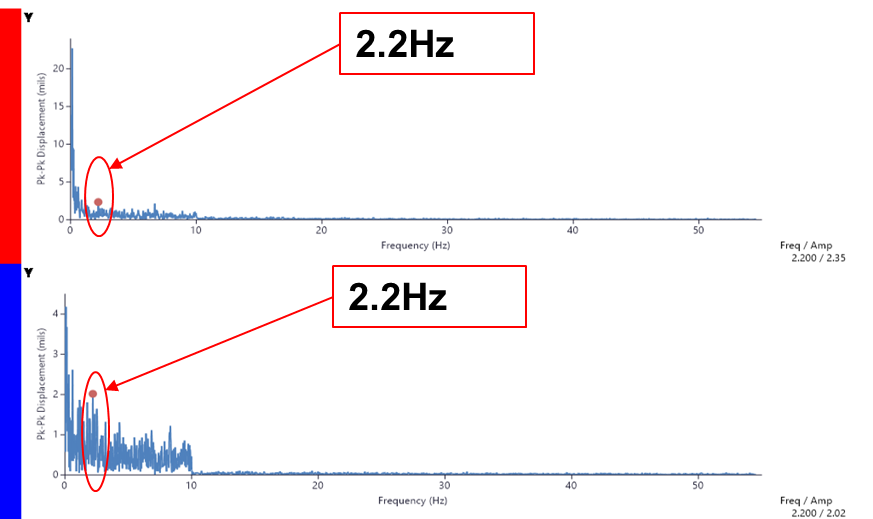 Y
2.2Hz
Pk-Pk Displacement (mils)
20
15
10
5
0
0 10 20 30 40 50
Frequency (Hz)
Freq / Amp
2.200 / 2.35
Y
2.2Hz
Pk-Pk Displacement (mils)
4
3
2
1
0
0 10 20 30 40 50
Frequency (Hz)
Freq / Amp
2.200 / 2.02